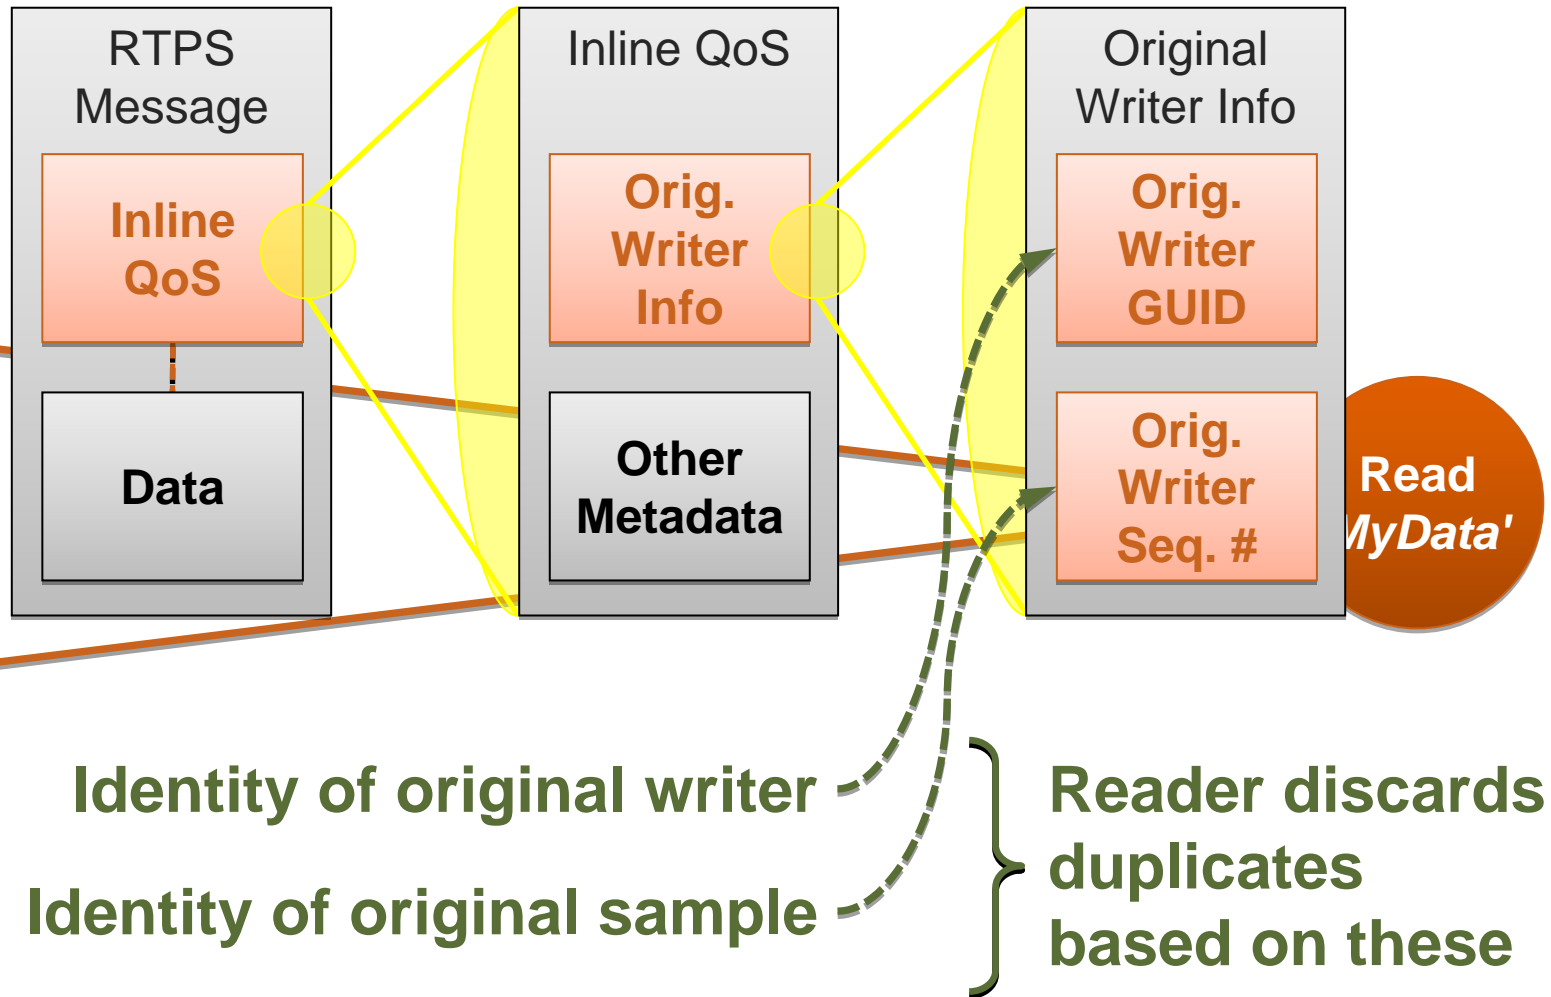 RTPS
Message
Inline
QoS
Data
Inline QoS
Orig.
Writer
Info
Other
Metadata
Original
Writer Info
Orig.
Writer
GUID
Orig.
Writer
Seq. #
Read
MyData'
Identity of original writer
Identity of original sample
Reader discards
duplicates
based on these